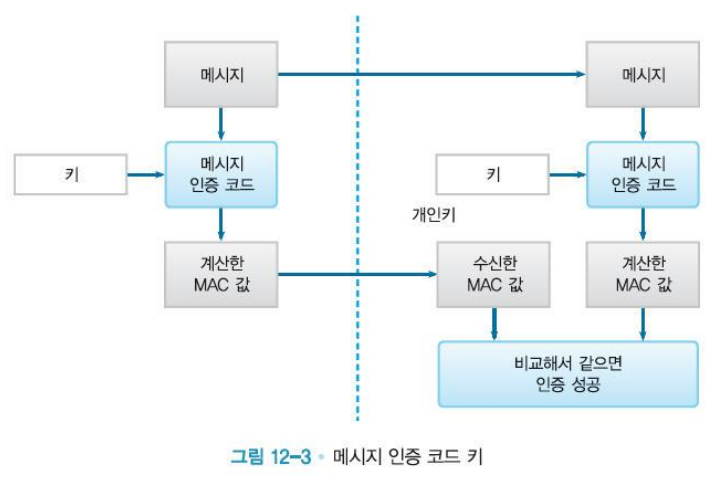 메시지
메시지
키
메시지
인증 코드
키
메시지
인증 코드
개인키
계산한
MAC 값
수신한
MAC 값
계산한
MAC 값
비교해서 같으면
인증 성공
그림 12-3 • 메시지 인증 코드 키